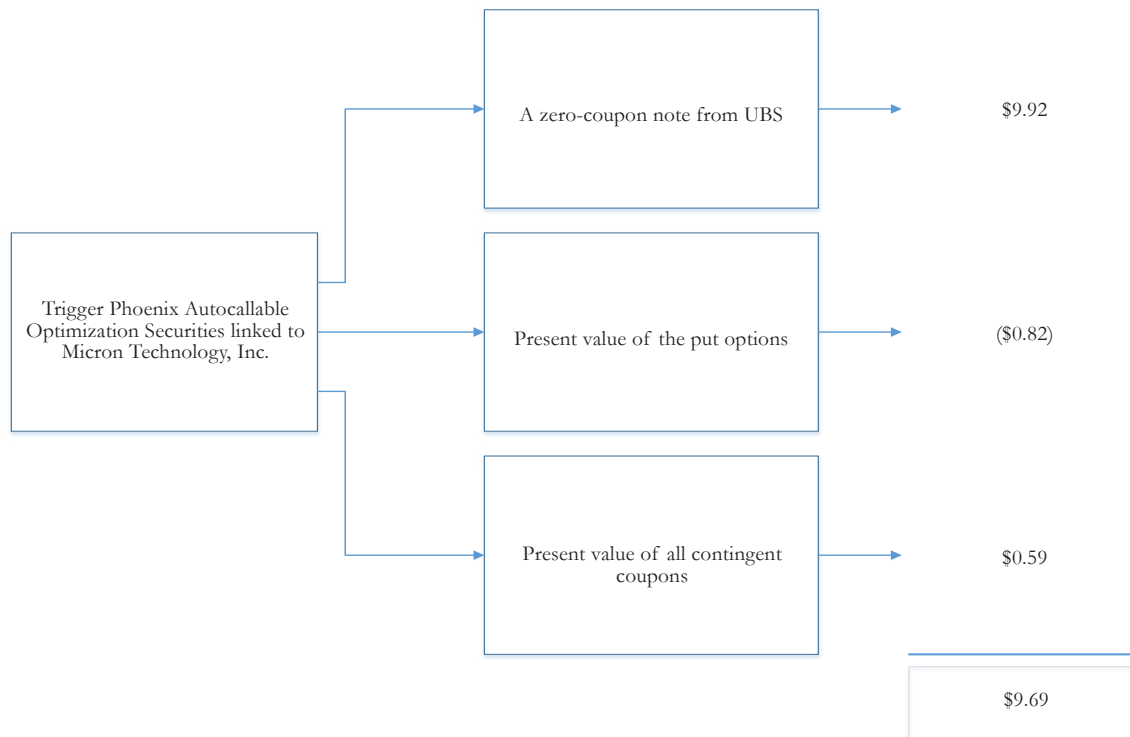 A zero-coupon note from UBS
$9.92
Trigger Phoenix Autocallable
Optimization Securities linked to
Micron Technology, Inc.
Present value of the put options
($0.82)
Present value of all contingent
coupons
$0.59
$9.69